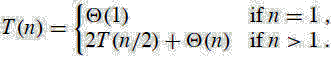 T(n) = { Θ(1) if n = 1 ,
2T(n/2) + Θ(n) if n > 1 .